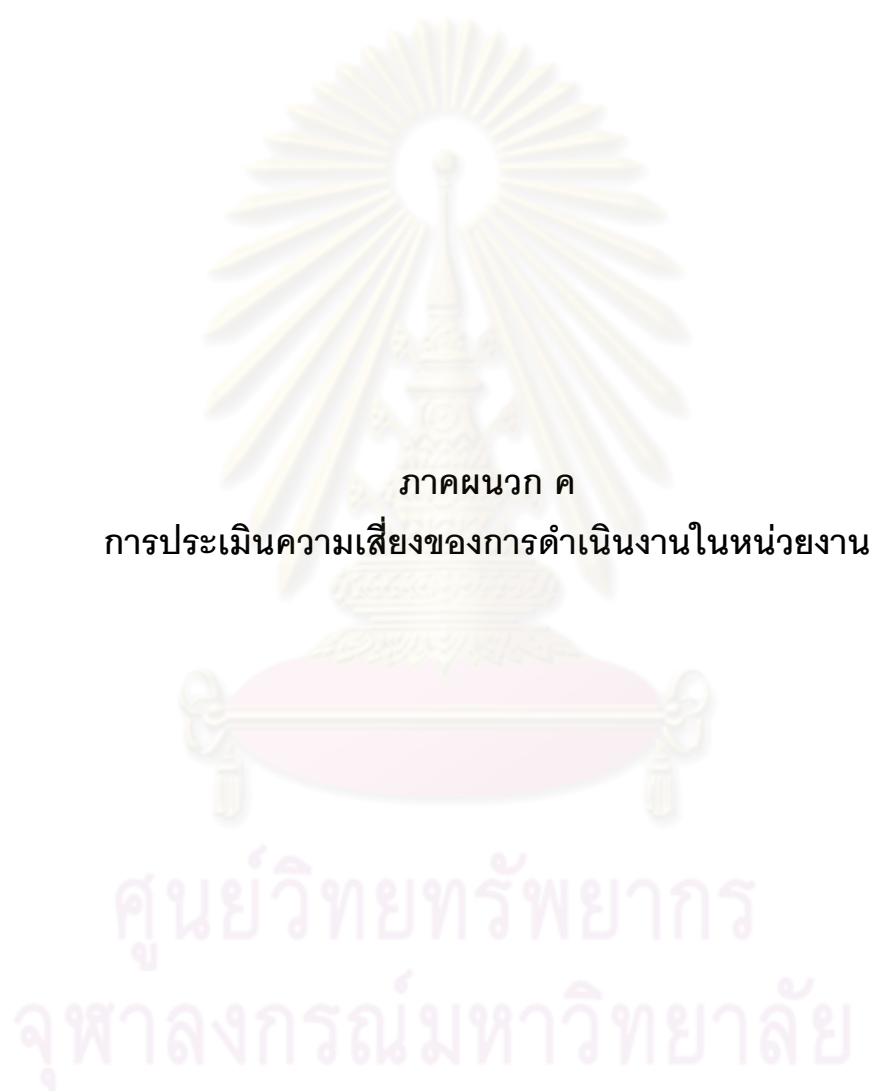 ภาคผนวก ค
การประเมินความเสี่ยงของการดำเนินงานในหน่วยงาน
ศูนย์วิทยทรัพยากร
จุฬาลงกรณ์มหาวิทยาลัย